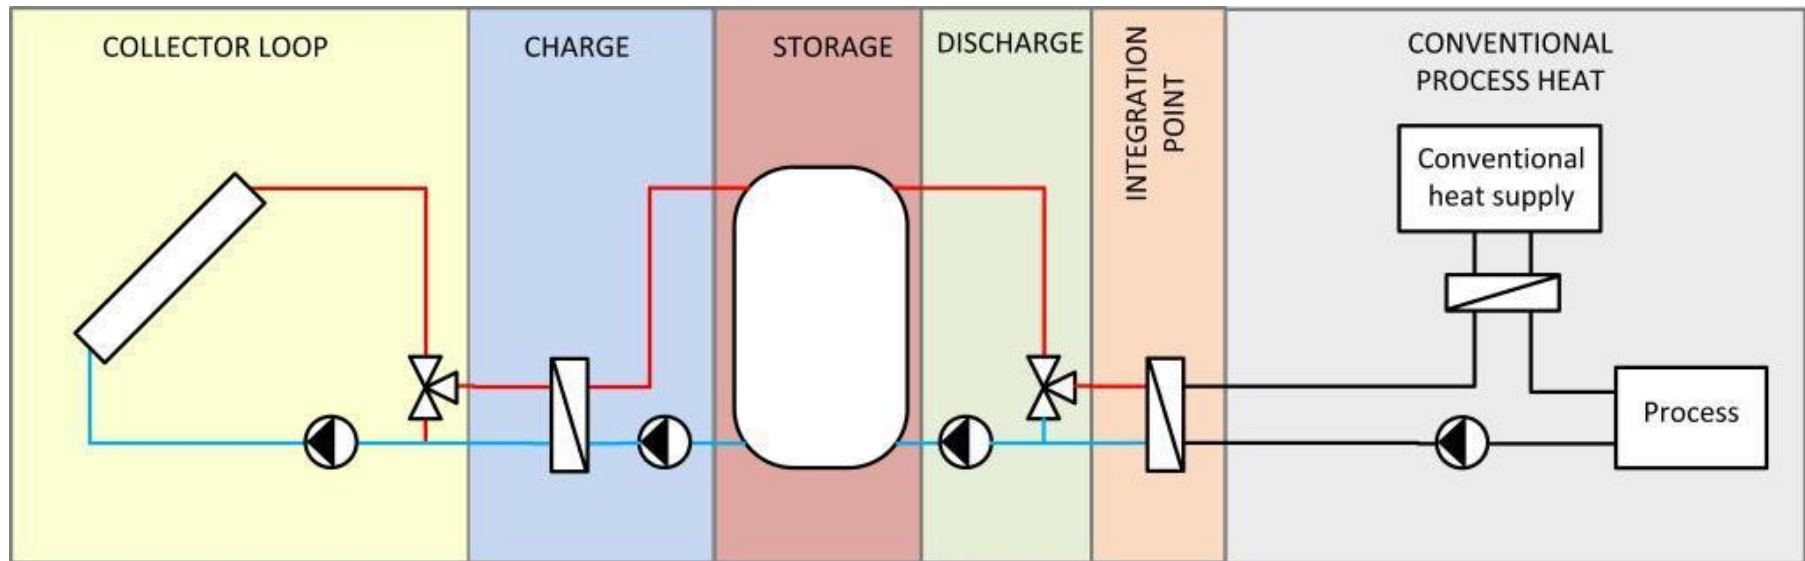 COLLECTOR LOOP
CHARGE
STORAGE
DISCHARGE
INTEGRATION
POINT
CONVENTIONAL
PROCESS HEAT
Conventional
heat supply
Process